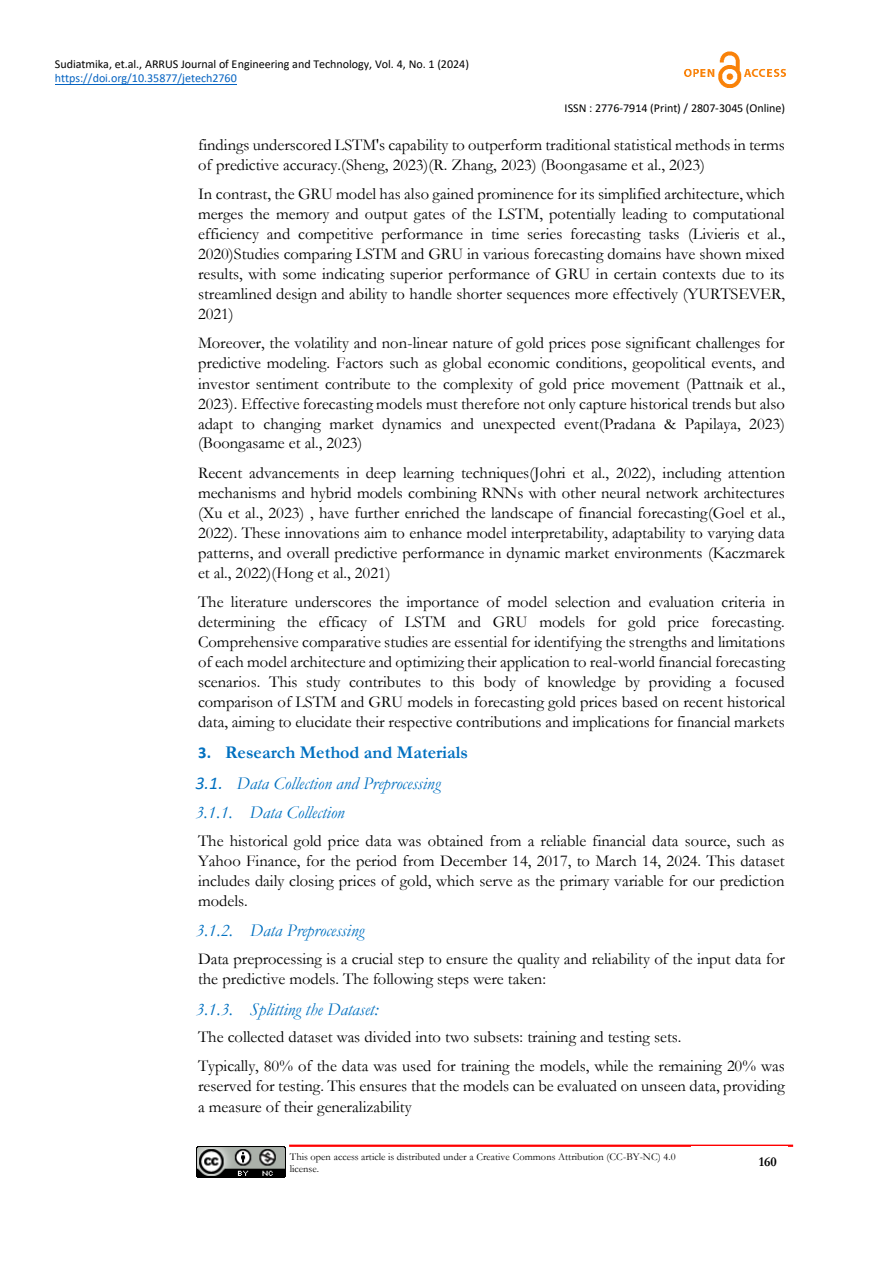 Sudiatmika, et.al., ARRUS Journal of Engineering and Technology, Vol. 4, No. 1 (2024)
https://doi.org/10.35877/jetech2760
OPEN ACCESS
ISSN : 2776-7914 (Print) / 2807-3045 (Online)
findings underscored LSTM's capability to outperform traditional statistical methods in terms
of predictive accuracy.(Sheng, 2023)(R. Zhang, 2023) (Boongasame et al., 2023)
In contrast, the GRU model has also gained prominence for its simplified architecture, which
merges the memory and output gates of the LSTM, potentially leading to computational
efficiency and competitive performance in time series forecasting tasks (Livieris et al.,
2020)Studies comparing LSTM and GRU in various forecasting domains have shown mixed
results, with some indicating superior performance of GRU in certain contexts due to its
streamlined design and ability to handle shorter sequences more effectively (YURTSEVER,
2021)
Moreover, the volatility and non-linear nature of gold prices pose significant challenges for
predictive modeling. Factors such as global economic conditions, geopolitical events, and
investor sentiment contribute to the complexity of gold price movement (Pattnaik et al.,
2023). Effective forecasting models must therefore not only capture historical trends but also
adapt to changing market dynamics and unexpected event(Pradana & Papilaya, 2023)
(Boongasame et al., 2023)
Recent advancements in deep learning techniques(Johri et al., 2022), including attention
mechanisms and hybrid models combining RNNs with other neural network architectures
(Xu et al., 2023) , have further enriched the landscape of financial forecasting(Goel et al.,
2022). These innovations aim to enhance model interpretability, adaptability to varying data
patterns, and overall predictive performance in dynamic market environments (Kaczmarek
et al., 2022)(Hong et al., 2021)
The literature underscores the importance of model selection and evaluation criteria in
determining the efficacy of LSTM and GRU models for gold price forecasting.
Comprehensive comparative studies are essential for identifying the strengths and limitations
of each model architecture and optimizing their application to real-world financial forecasting
scenarios. This study contributes to this body of knowledge by providing a focused
comparison of LSTM and GRU models in forecasting gold prices based on recent historical
data, aiming to elucidate their respective contributions and implications for financial markets
3. Research Method and Materials
3.1. Data Collection and Preprocessing
3.1.1. Data Collection
The historical gold price data was obtained from a reliable financial data source, such as
Yahoo Finance, for the period from December 14, 2017, to March 14, 2024. This dataset
includes daily closing prices of gold, which serve as the primary variable for our prediction
models.
3.1.2. Data Preprocessing
Data preprocessing is a crucial step to ensure the quality and reliability of the input data for
the predictive models. The following steps were taken:
3.1.3. Splitting the Dataset:
The collected dataset was divided into two subsets: training and testing sets.
Typically, 80% of the data was used for training the models, while the remaining 20% was
reserved for testing. This ensures that the models can be evaluated on unseen data, providing
a measure of their generalizability
cc BY NC
This open access article is distributed under a Creative Commons Attribution (CC-BY-NC) 4.0
license.
160